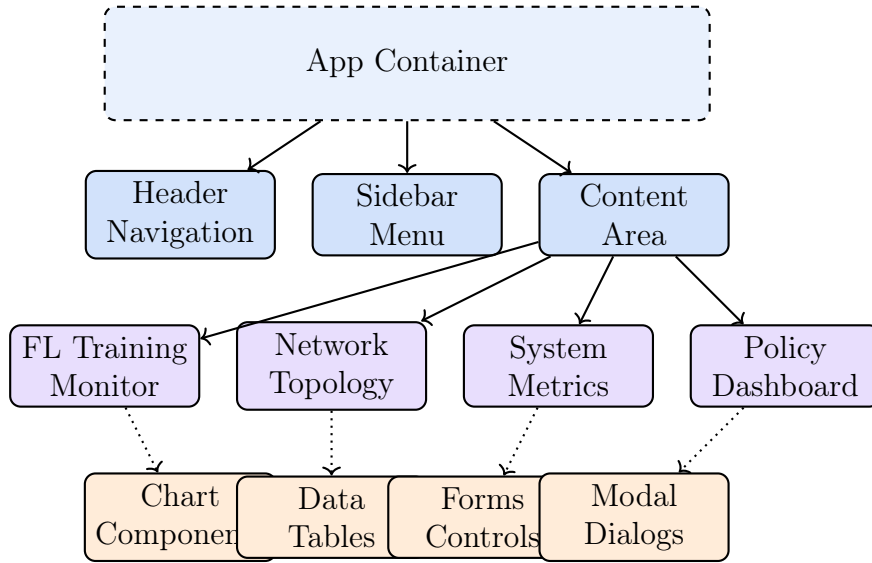 App Container
Header
Navigation
Sidebar
Menu
Content
Area
FL Training
Monitor
Network
Topology
System
Metrics
Policy
Dashboard
Chart
Component
Data
Tables
Forms
Controls
Modal
Dialogs